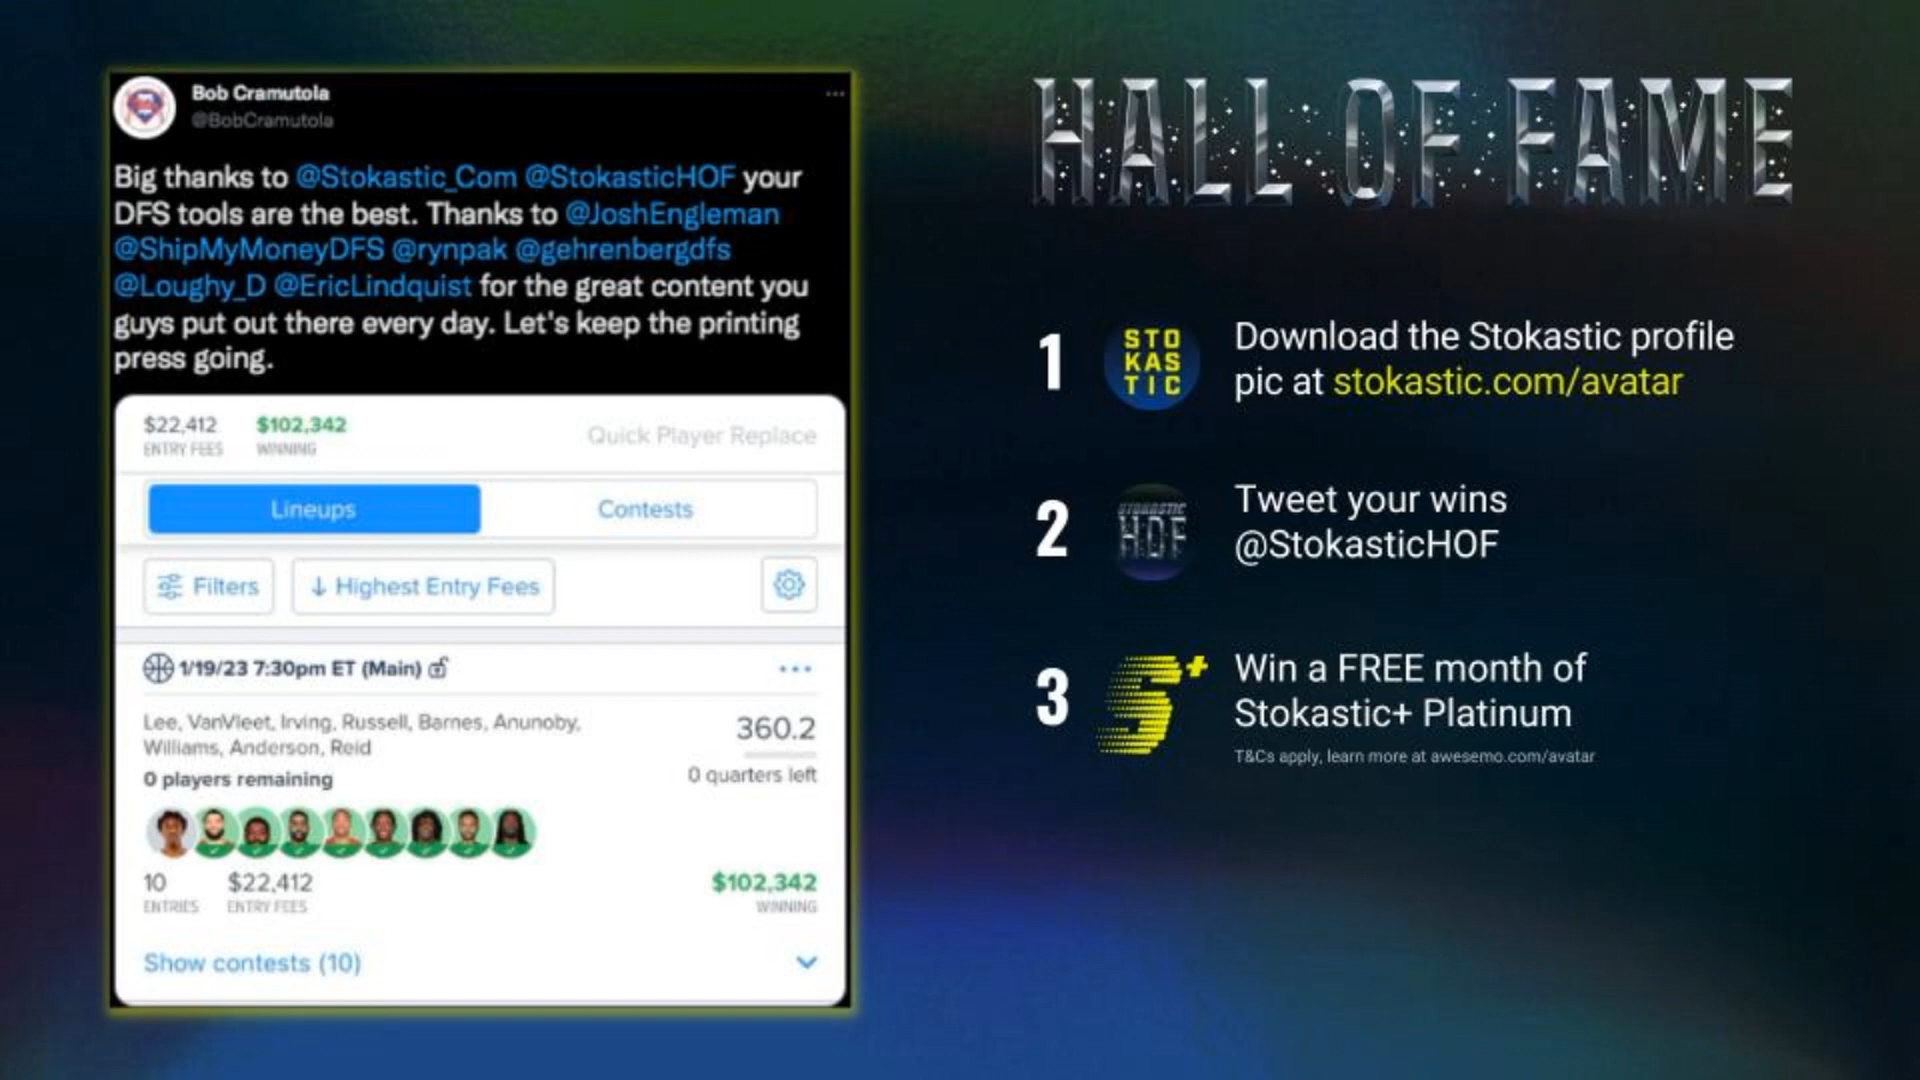 Bob Cramutola
@BobCramutola
Big thanks to @Stokastic_Com @StokasticHOF your
DFS tools are the best. Thanks to @JoshEngleman
@ShipMyMoneyDFS @rynpak @gehrenbergdfs
@Loughy_D @EricLindquist for the great content you
guys put out there every day. Let's keep the printing
press going.
$22,412 $102,342
ENTRY FEES WINNING
Quick Player Replace
Lineups Contests
Filters ↓ Highest Entry Fees
1/19/23 7:30pm ET (Main)
Lee, VanVleet, Irving, Russell, Barnes, Anunoby,
Williams, Anderson, Reid
360.2
0 players remaining
0 quarters left
10 $22,412 $102,342
ENTRIES ENTRY FEES WINNING
Show contests (10)
HALL OF FAME
1
STO
KAS
TIC
Download the Stokastic profile
pic at stokastic.com/avatar
2
STOKASTIC
HOF
Tweet your wins
@StokasticHOF
3
S+
Win a FREE month of
Stokastic+ Platinum
T&Cs apply, learn more at awesemo.com/avatar